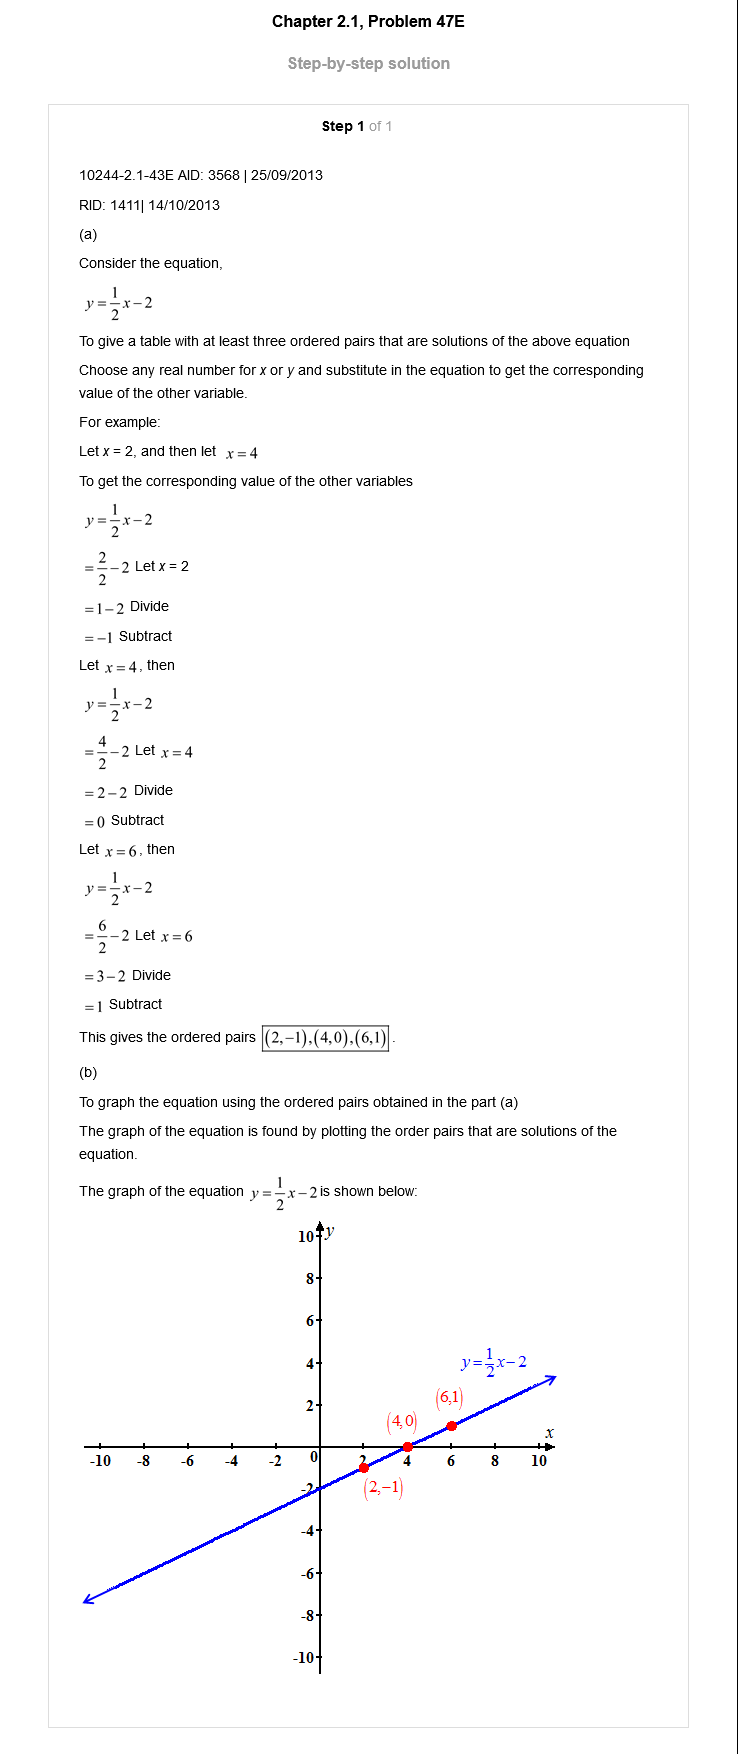 Chapter 2.1, Problem 47E
Step-by-step solution
Step 1 of 1
10244-2.1-43E AID: 3568 | 25/09/2013
RID: 1411| 14/10/2013
(a)
Consider the equation,
y = 1/2 x − 2
To give a table with at least three ordered pairs that are solutions of the above equation
Choose any real number for x or y and substitute in the equation to get the corresponding
value of the other variable.
For example:
Let x = 2, and then let x = 4
To get the corresponding value of the other variables
y = 1/2 x − 2
= 2/2 − 2 Let x = 2
= 1 − 2 Divide
= −1 Subtract
Let x = 4, then
y = 1/2 x − 2
= 4/2 − 2 Let x = 4
= 2 − 2 Divide
= 0 Subtract
Let x = 6, then
y = 1/2 x − 2
= 6/2 − 2 Let x = 6
= 3 − 2 Divide
= 1 Subtract
This gives the ordered pairs (2,−1),(4,0),(6,1).
(b)
To graph the equation using the ordered pairs obtained in the part (a)
The graph of the equation is found by plotting the order pairs that are solutions of the
equation.
The graph of the equation y = 1/2 x − 2 is shown below:
10 y
8
6
4 y = 1/2 x − 2
2 (6,1)
(4,0)
x
-10 -8 -6 -4 -2 0 2 4 6 8 10
-2 (2,−1)
-4
-6
-8
-10